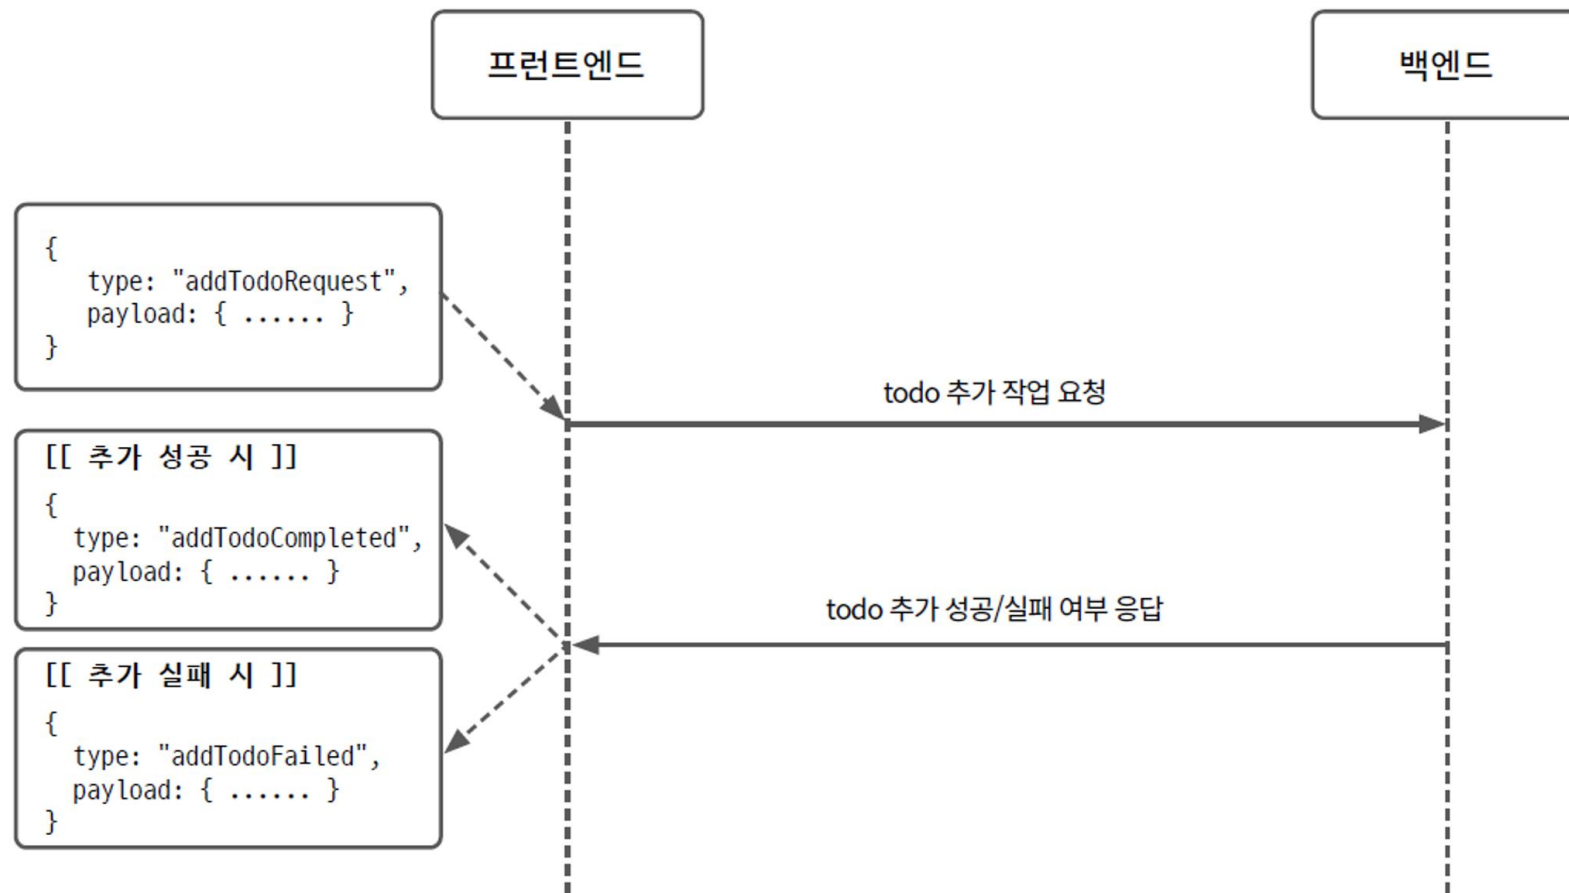 프런트엔드
백엔드
{
type: "addTodoRequest",
payload: { ...... }
}
todo 추가 작업 요청
[[ 추가 성공 시 ]]
{
type: "addTodoCompleted",
payload: { ...... }
}
todo 추가 성공/실패 여부 응답
[[ 추가 실패 시 ]]
{
type: "addTodoFailed",
payload: { ...... }
}